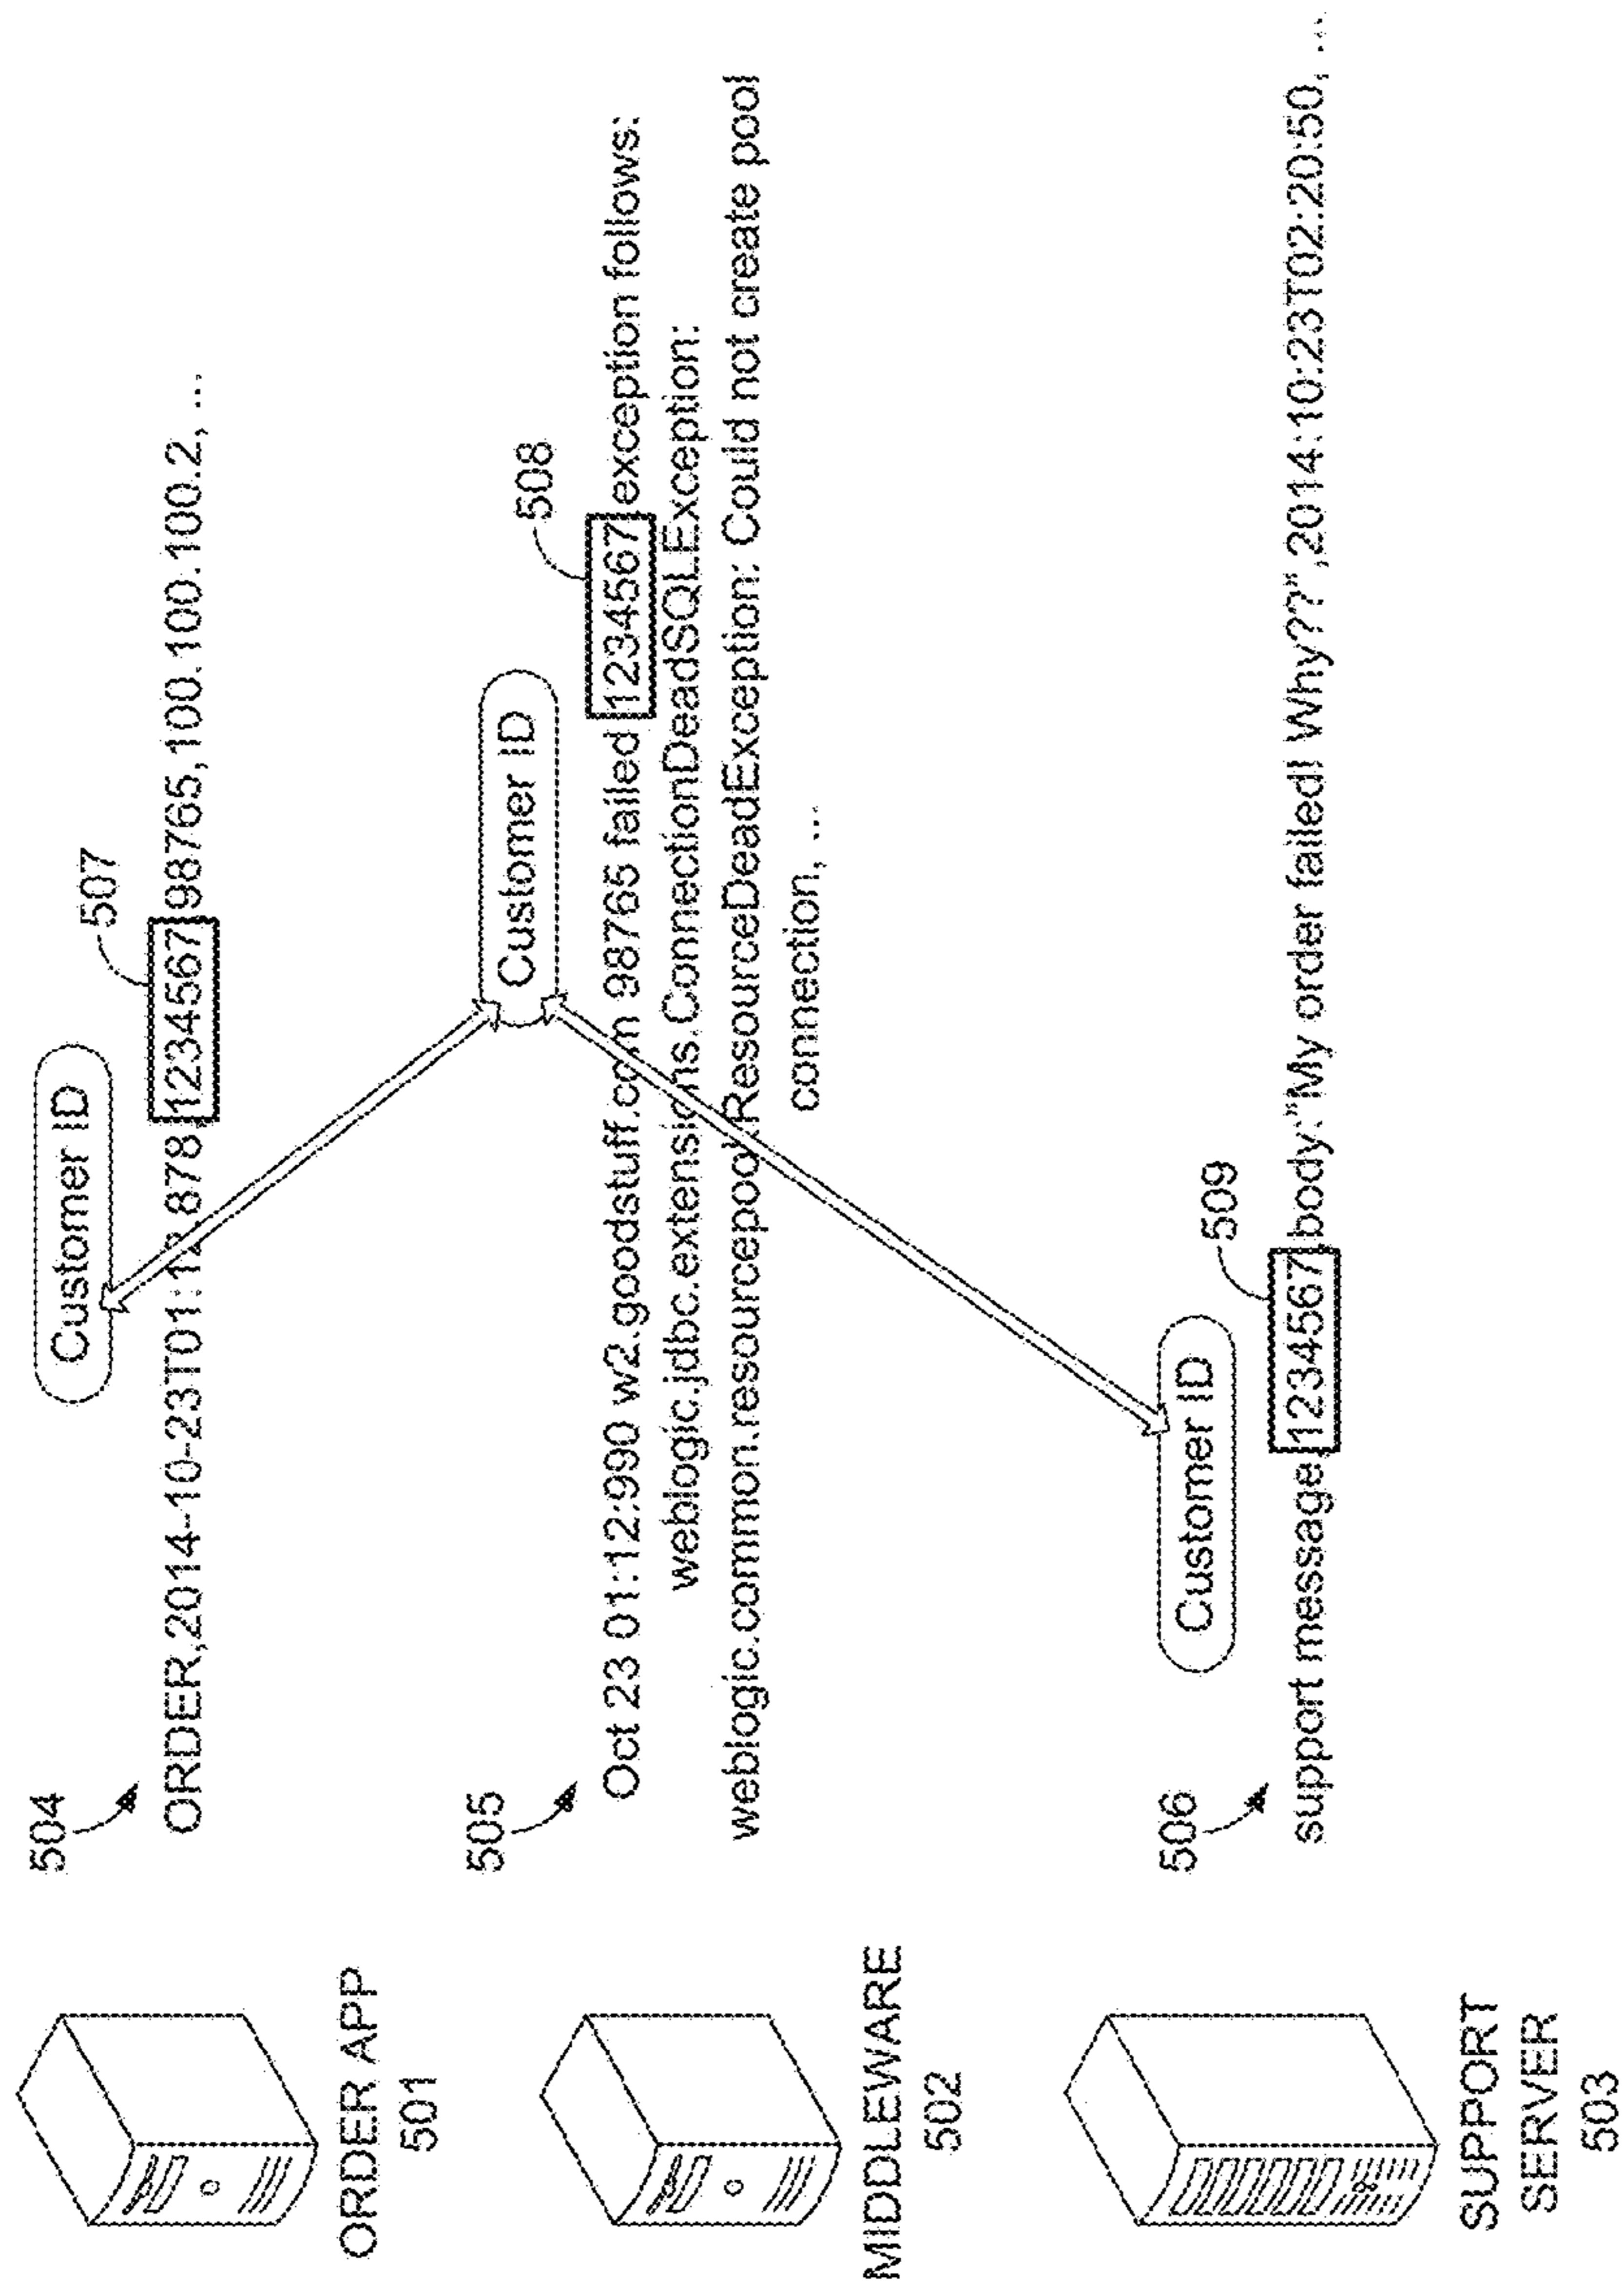 504
Customer ID
507
ORDER,2014-10-23T01:12:878,1234567,98765,100.100.100.2, ...
ORDER APP
501
505
Customer ID
508
Oct 23 01:12:990 w2.goodstuff.com 98765 failed 1234567 exception follows:
weblogic.jdbc.extensions.ConnectionDeadSQLException:
weblogic.common.resourcepool.ResourceDeadException: Could not create pool
connection, ...
MIDDLEWARE
502
506
Customer ID
509
support message,1234567,body:"My order failed! Why??",2014:10:23T02:20:50, ...
SUPPORT
SERVER
503